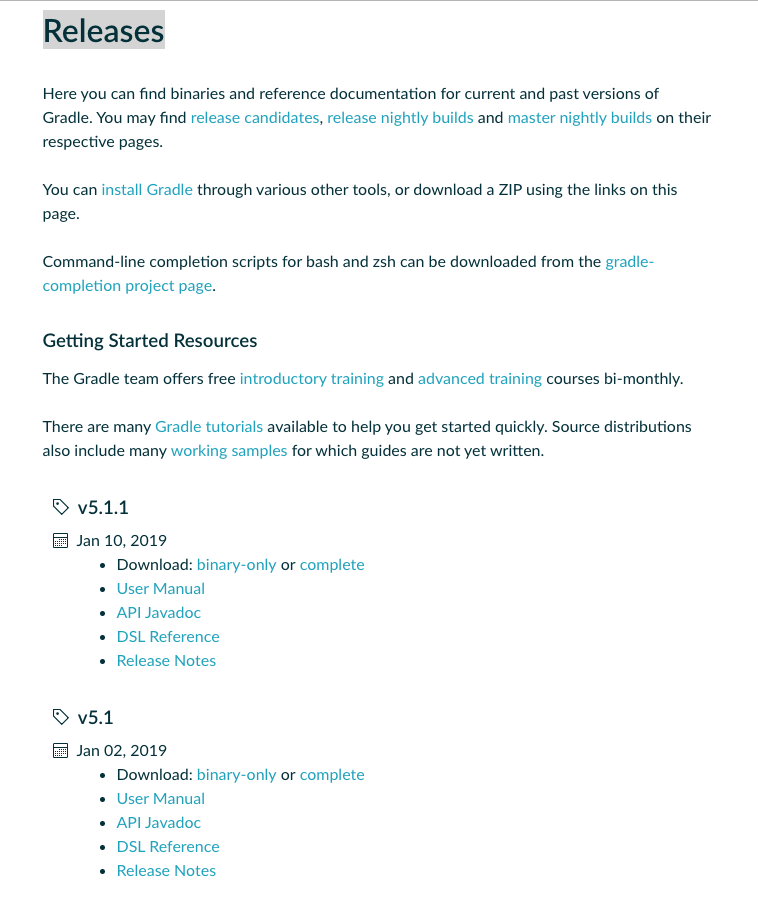 Releases
Here you can find binaries and reference documentation for current and past versions of
Gradle. You may find release candidates, release nightly builds and master nightly builds on their
respective pages.
You can install Gradle through various other tools, or download a ZIP using the links on this
page.
Command-line completion scripts for bash and zsh can be downloaded from the gradle-
completion project page.
Getting Started Resources
The Gradle team offers free introductory training and advanced training courses bi-monthly.
There are many Gradle tutorials available to help you get started quickly. Source distributions
also include many working samples for which guides are not yet written.
v5.1.1
Jan 10, 2019
• Download: binary-only or complete
• User Manual
• API Javadoc
• DSL Reference
• Release Notes
v5.1
Jan 02, 2019
• Download: binary-only or complete
• User Manual
• API Javadoc
• DSL Reference
• Release Notes